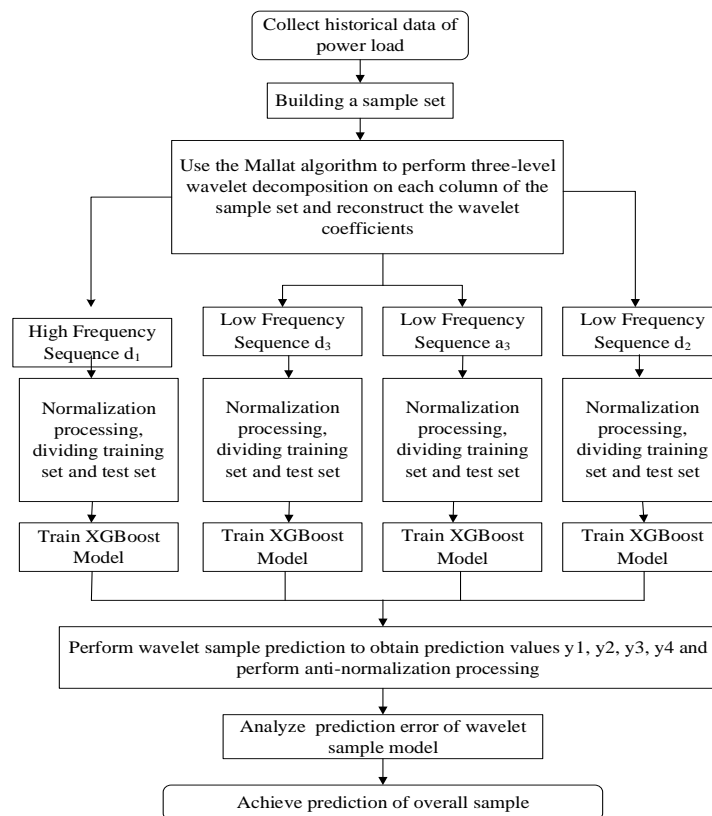 Collect historical data of
power load
Building a sample set
Use the Mallat algorithm to perform three-level
wavelet decomposition on each column of the
sample set and reconstruct the wavelet
coefficients
High Frequency
Sequence d₁
Low Frequency
Sequence d₃
Low Frequency
Sequence a₃
Low Frequency
Sequence d₂
Normalization
processing,
dividing training
set and test set
Normalization
processing,
dividing training
set and test set
Normalization
processing,
dividing training
set and test set
Normalization
processing,
dividing training
set and test set
Train XGBoost
Model
Train XGBoost
Model
Train XGBoost
Model
Train XGBoost
Model
Perform wavelet sample prediction to obtain prediction values y1, y2, y3, y4 and
perform anti-normalization processing
Analyze prediction error of wavelet
sample model
Achieve prediction of overall sample